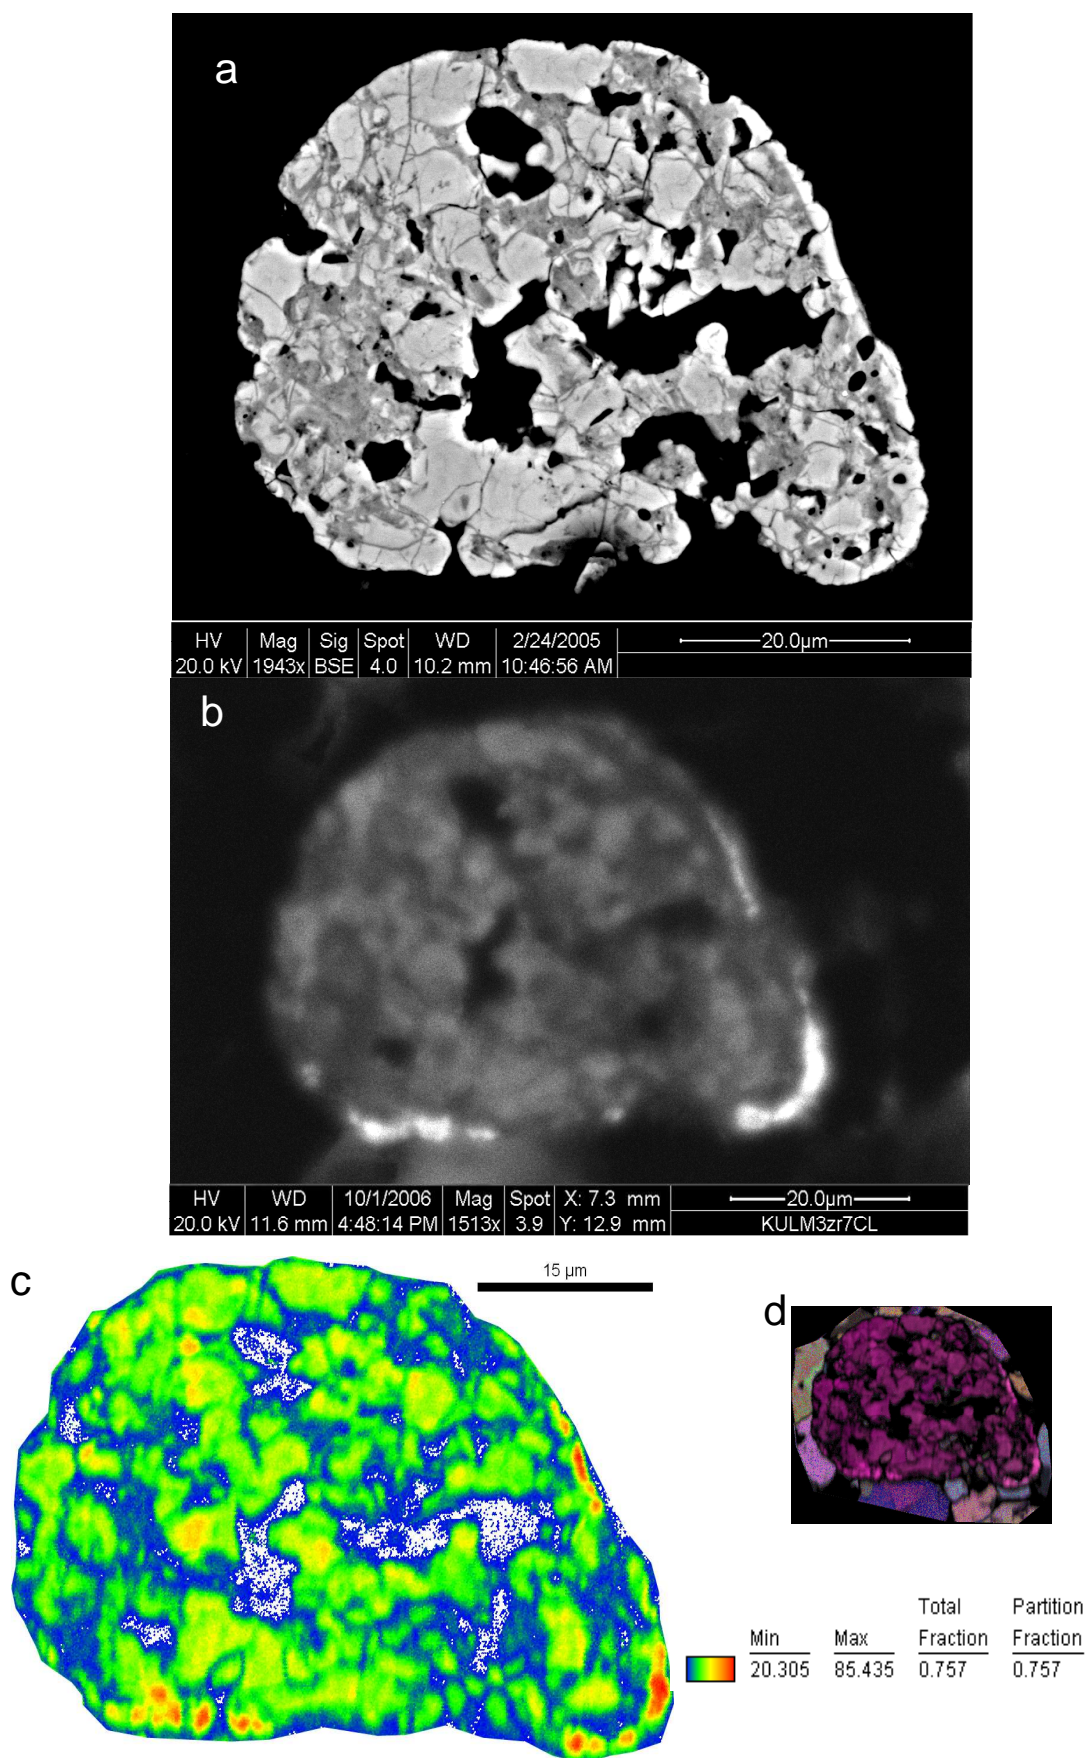 a
HV Mag Sig Spot WD 2/24/2005 20.0µm
20.0 kV 1943x BSE 4.0 10.2 mm 10:46:56 AM
b
HV WD 10/1/2006 Mag Spot X: 7.3 mm 20.0µm
20.0 kV 11.6 mm 4:48:14 PM 1513x 3.9 Y: 12.9 mm KULM3zr7CL
c
15 µm
d
Total Partition
Min Max Fraction Fraction
20.305 85.435 0.757 0.757